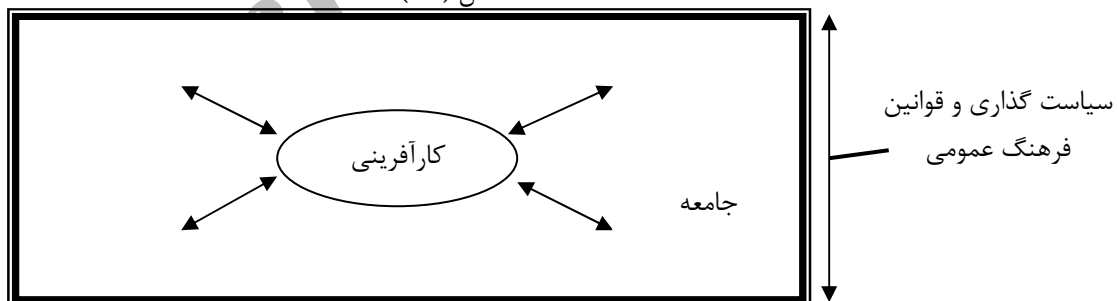 سیاست گذاری و قوانین
فرهنگ عمومی
کارآفرینی
جامعه